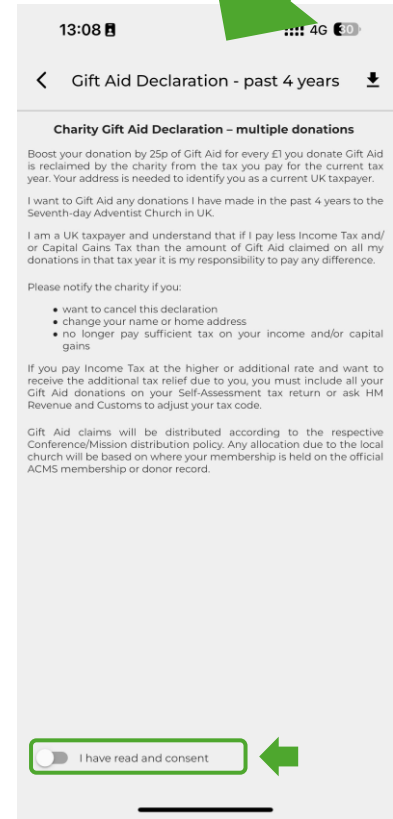 13:08 4G 30
Gift Aid Declaration - past 4 years
Charity Gift Aid Declaration – multiple donations
Boost your donation by 25p of Gift Aid for every £1 you donate Gift Aid
is reclaimed by the charity from the tax you pay for the current tax
year. Your address is needed to identify you as a current UK taxpayer.
I want to Gift Aid any donations I have made in the past 4 years to the
Seventh-day Adventist Church in UK.
I am a UK taxpayer and understand that if I pay less Income Tax and/
or Capital Gains Tax than the amount of Gift Aid claimed on all my
donations in that tax year it is my responsibility to pay any difference.
Please notify the charity if you:
• want to cancel this declaration
• change your name or home address
• no longer pay sufficient tax on your income and/or capital
gains
If you pay Income Tax at the higher or additional rate and want to
receive the additional tax relief due to you, you must include all your
Gift Aid donations on your Self-Assessment tax return or ask HM
Revenue and Customs to adjust your tax code.
Gift Aid claims will be distributed according to the respective
Conference/Mission distribution policy. Any allocation due to the local
church will be based on where your membership is held on the official
ACMS membership or donor record.
I have read and consent